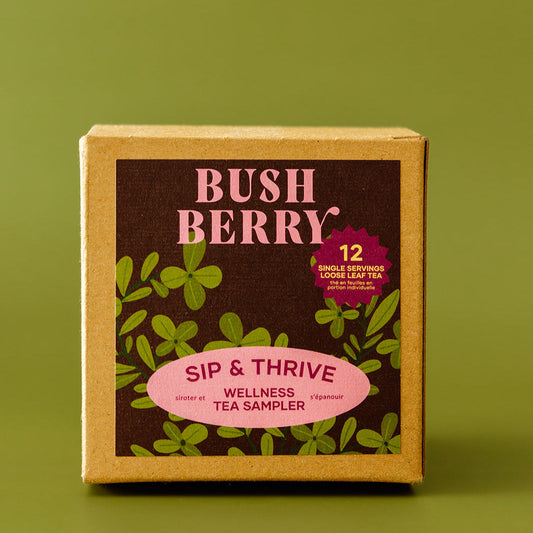 BUSH
BERRY
12
SINGLE SERVINGS
LOOSE LEAF TEA
thé en feuilles en
portion individuelle
SIP & THRIVE
siroter et
WELLNESS
s'épanouir
TEA SAMPLER